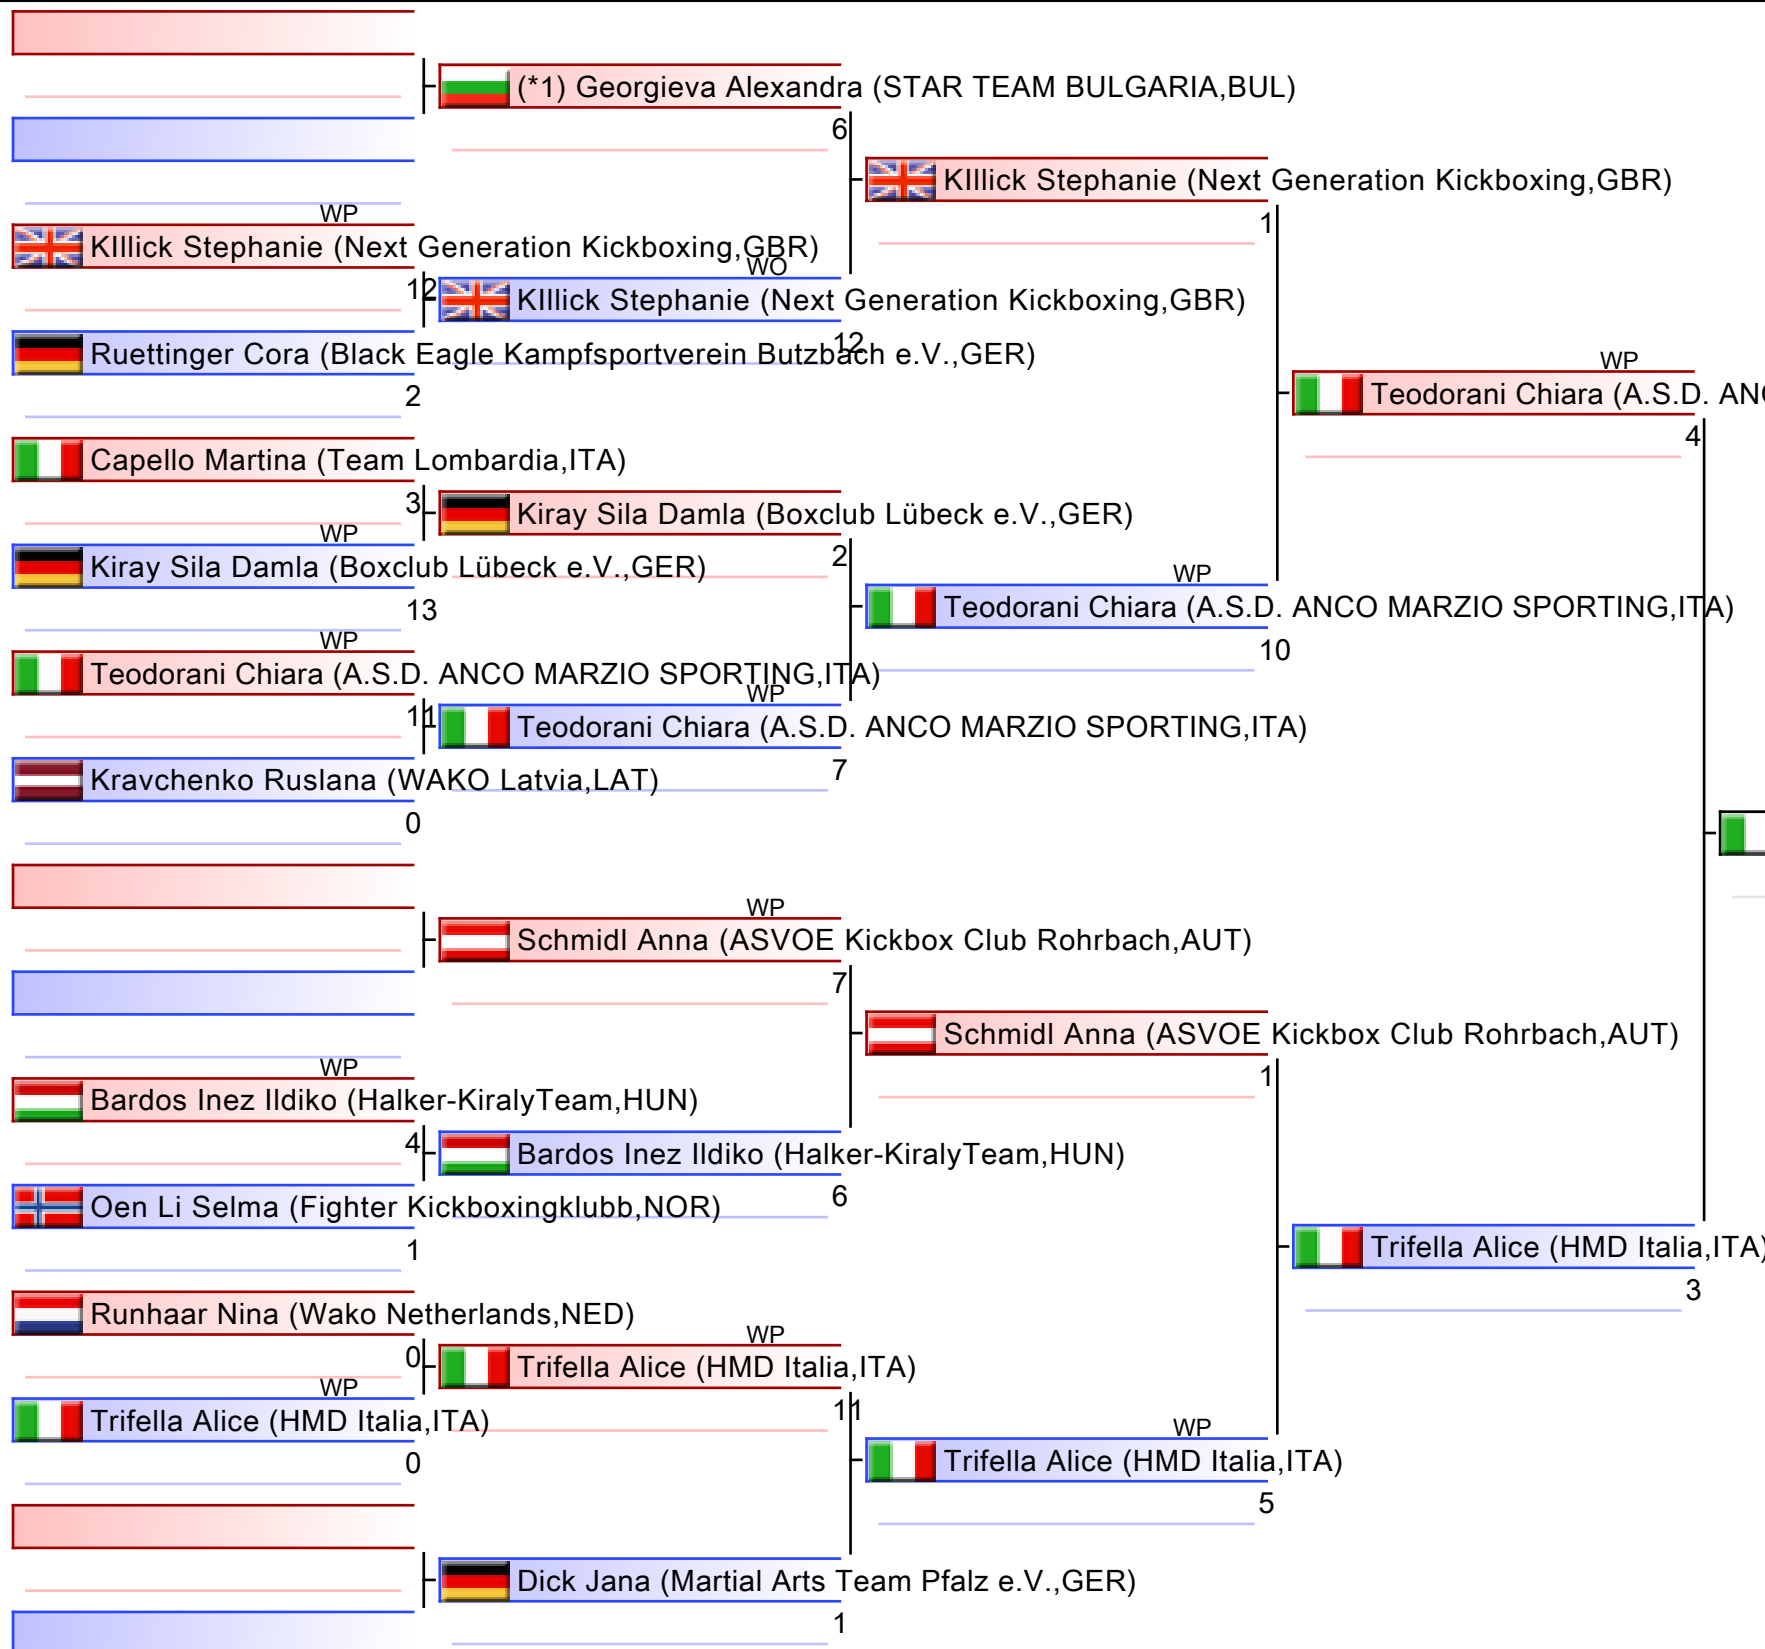 (*1) Georgieva Alexandra (STAR TEAM BULGARIA,BUL)
6
KIllick Stephanie (Next Generation Kickboxing,GBR)
1
WP
KIllick Stephanie (Next Generation Kickboxing,GBR)
12
WO
KIllick Stephanie (Next Generation Kickboxing,GBR)
12
Ruettinger Cora (Black Eagle Kampfsportverein Butzbach e.V.,GER)
2
WP
Teodorani Chiara (A.S.D. AN
4
Capello Martina (Team Lombardia,ITA)
3
Kiray Sila Damla (Boxclub Lübeck e.V.,GER)
2
WP
Kiray Sila Damla (Boxclub Lübeck e.V.,GER)
13
WP
Teodorani Chiara (A.S.D. ANCO MARZIO SPORTING,ITA)
10
WP
Teodorani Chiara (A.S.D. ANCO MARZIO SPORTING,ITA)
11
WP
Teodorani Chiara (A.S.D. ANCO MARZIO SPORTING,ITA)
7
Kravchenko Ruslana (WAKO Latvia,LAT)
0
WP
Schmidl Anna (ASVOE Kickbox Club Rohrbach,AUT)
7
Schmidl Anna (ASVOE Kickbox Club Rohrbach,AUT)
1
WP
Bardos Inez Ildiko (Halker-KiralyTeam,HUN)
4
Bardos Inez Ildiko (Halker-KiralyTeam,HUN)
6
Oen Li Selma (Fighter Kickboxingklubb,NOR)
1
Trifella Alice (HMD Italia,ITA)
3
Runhaar Nina (Wako Netherlands,NED)
0
WP
Trifella Alice (HMD Italia,ITA)
11
WP
Trifella Alice (HMD Italia,ITA)
0
WP
Trifella Alice (HMD Italia,ITA)
5
Dick Jana (Martial Arts Team Pfalz e.V.,GER)
1